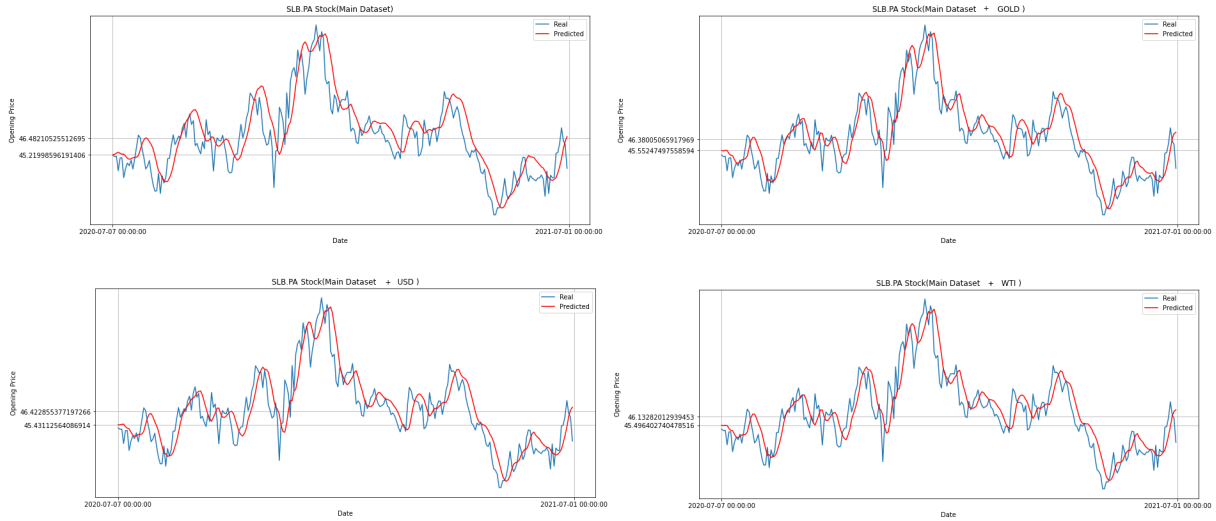 SLB.PA Stock(Main Dataset)
Real
Predicted
Opening Price
46.48210525512695
45.21998596191406
2020-07-07 00:00:00
2021-07-01 00:00:00
Date
SLB.PA Stock(Main Dataset + GOLD )
Real
Predicted
Opening Price
46.38005065917969
45.55247497558594
2020-07-07 00:00:00
2021-07-01 00:00:00
Date
SLB.PA Stock(Main Dataset + USD )
Real
Predicted
Opening Price
46.422855377197266
45.43112564086914
2020-07-07 00:00:00
2021-07-01 00:00:00
Date
SLB.PA Stock(Main Dataset + WTI )
Real
Predicted
Opening Price
46.13282012939453
45.496402740478516
2020-07-07 00:00:00
2021-07-01 00:00:00
Date